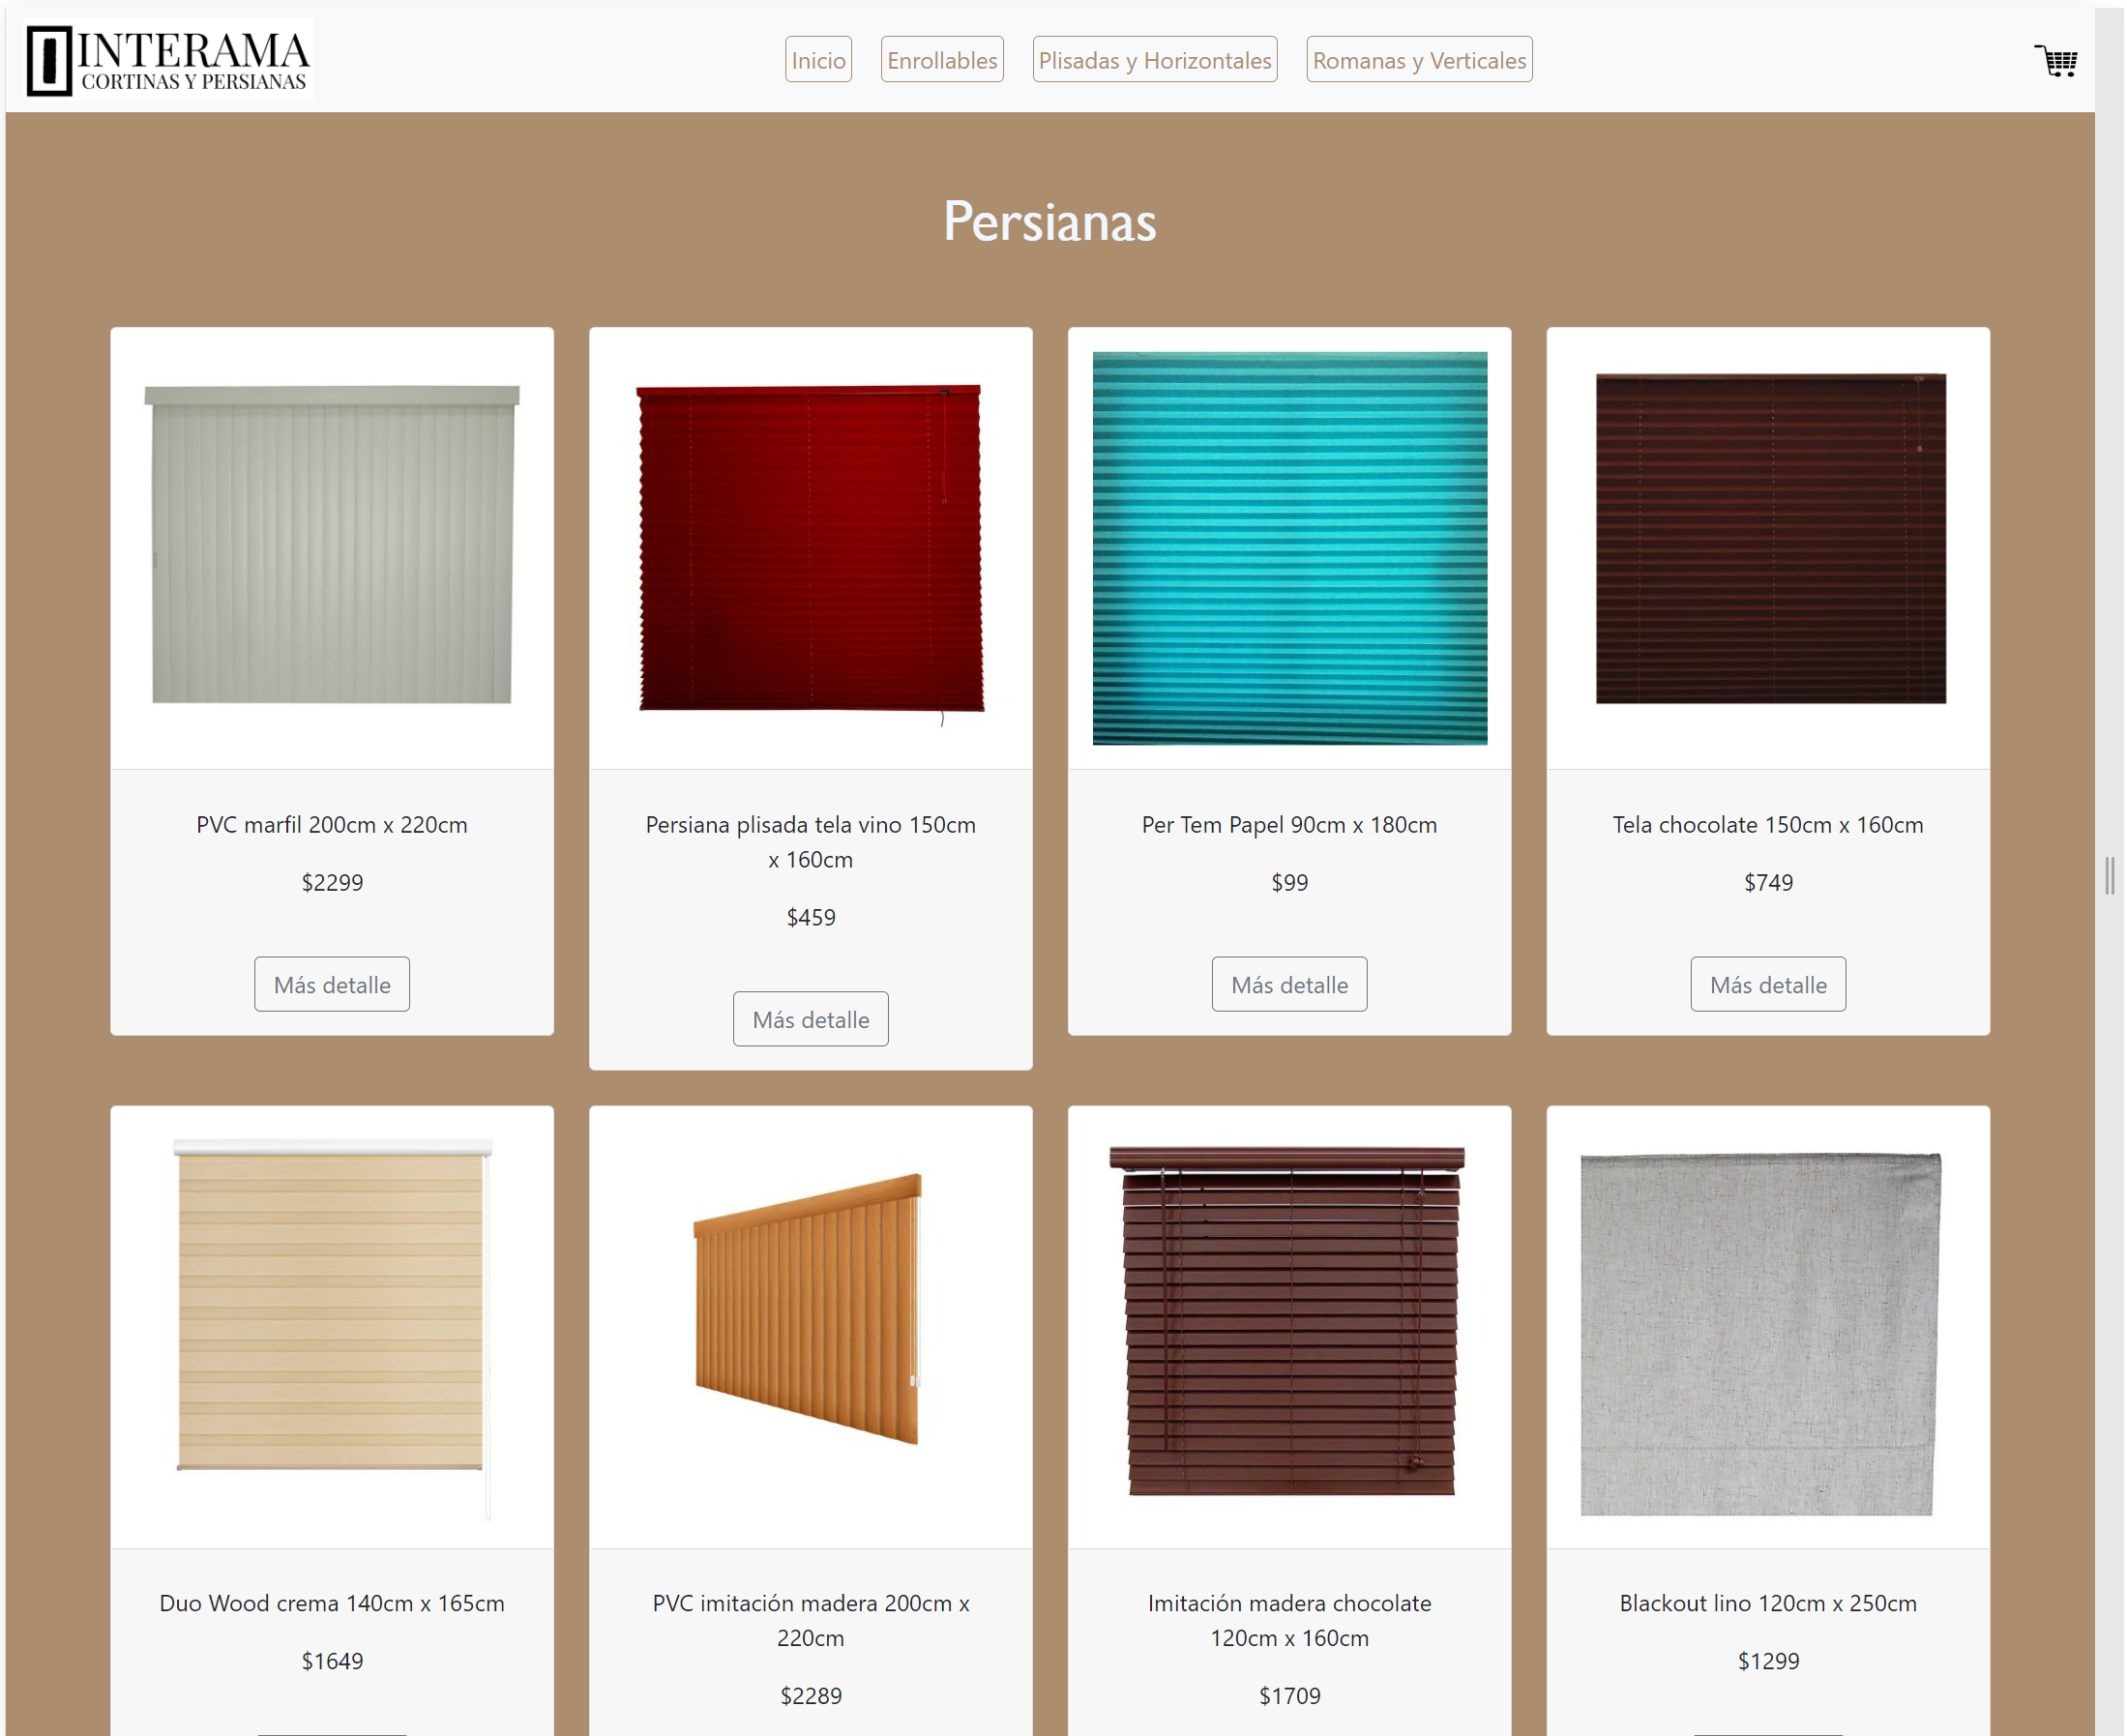 INTERAMA
CORTINAS Y PERSIANAS
Inicio
Enrollables
Plisadas y Horizontales
Romanas y Verticales
Persianas
PVC marfil 200cm x 220cm
$2299
Más detalle
Persiana plisada tela vino 150cm
x 160cm
$459
Más detalle
Per Tem Papel 90cm x 180cm
$99
Más detalle
Tela chocolate 150cm x 160cm
$749
Más detalle
Duo Wood crema 140cm x 165cm
$1649
PVC imitación madera 200cm x
220cm
$2289
Imitación madera chocolate
120cm x 160cm
$1709
Blackout lino 120cm x 250cm
$1299